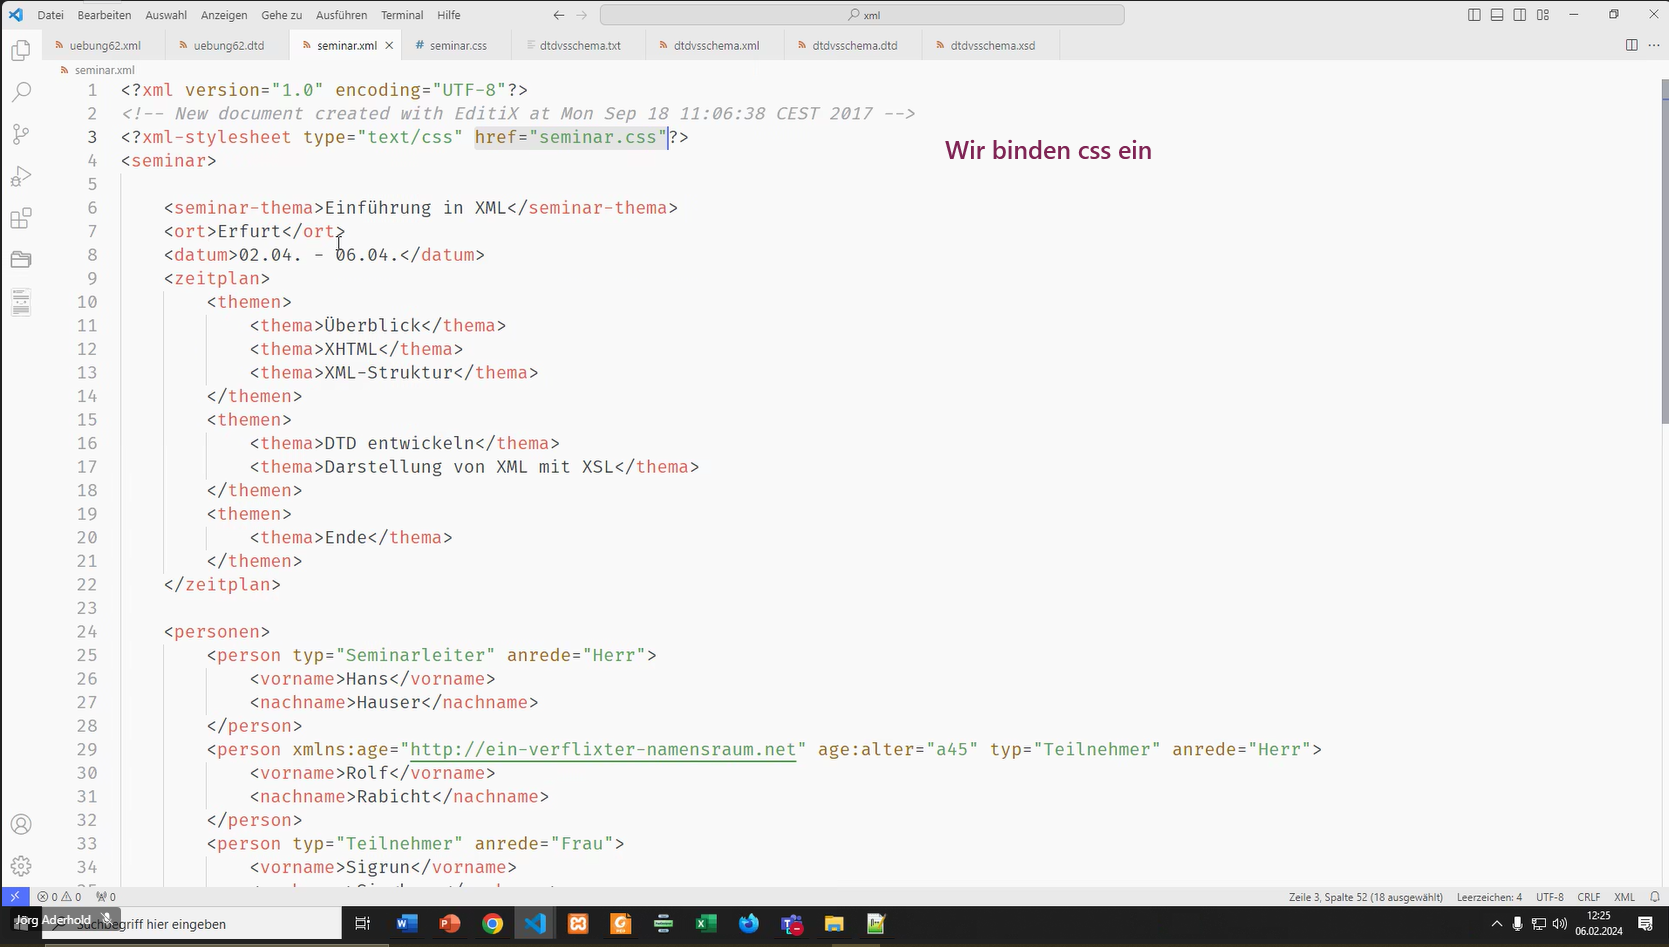 Datei Bearbeiten Auswahl Anzeigen Gehe zu Ausführen Terminal Hilfe xml
uebung62.xml uebung62.dtd seminar.xml # seminar.css dtdvsschema.txt dtdvsschema.xml dtdvsschema.dtd dtdvsschema.xsd
seminar.xml
1 <?xml version="1.0" encoding="UTF-8"?>
2 <!-- New document created with EditiX at Mon Sep 18 11:06:38 CEST 2017 -->
3 <?xml-stylesheet type="text/css" href="seminar.css"?>
Wir binden css ein
4 <seminar>
5
6 <seminar-thema>Einführung in XML</seminar-thema>
7 <ort>Erfurt</ort>
8 <datum>02.04. - 06.04.</datum>
9 <zeitplan>
10 <themen>
11 <thema>Überblick</thema>
12 <thema>XHTML</thema>
13 <thema>XML-Struktur</thema>
14 </themen>
15 <themen>
16 <thema>DTD entwickeln</thema>
17 <thema>Darstellung von XML mit XSL</thema>
18 </themen>
19 <themen>
20 <thema>Ende</thema>
21 </themen>
22 </zeitplan>
23
24 <personen>
25 <person typ="Seminarleiter" anrede="Herr">
26 <vorname>Hans</vorname>
27 <nachname>Hauser</nachname>
28 </person>
29 <person xmlns:age="http://ein-verflixter-namensraum.net" age:alter="a45" typ="Teilnehmer" anrede="Herr">
30 <vorname>Rolf</vorname>
31 <nachname>Rabicht</nachname>
32 </person>
33 <person typ="Teilnehmer" anrede="Frau">
34 <vorname>Sigrun</vorname>
0 0 0 Zeile 3, Spalte 52 (18 ausgewählt) Leerzeichen: 4 UTF-8 CRLF XML
Jörg Aderhold
Suchbegriff hier eingeben
12:25
06.02.2024